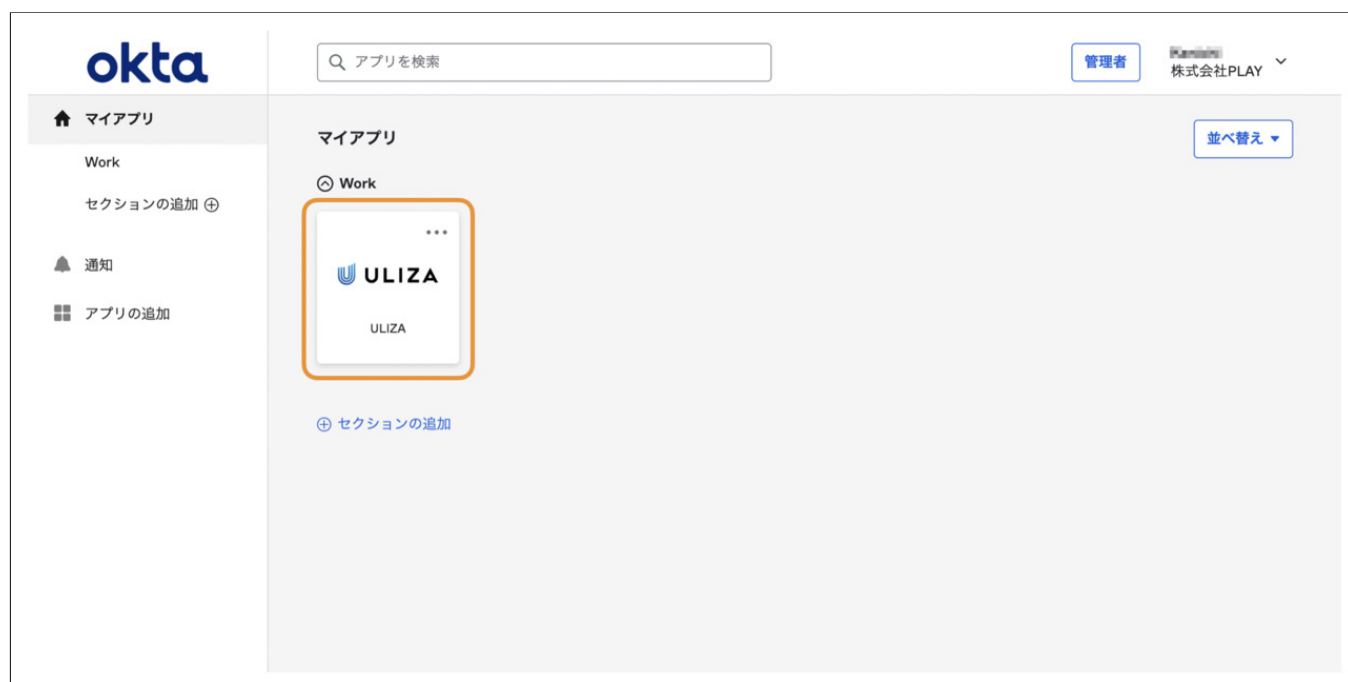 okta
アプリを検索
管理者
株式会社PLAY
マイアプリ
Work
セクションの追加
通知
アプリの追加
マイアプリ
並べ替え
Work
ULIZA
ULIZA
セクションの追加